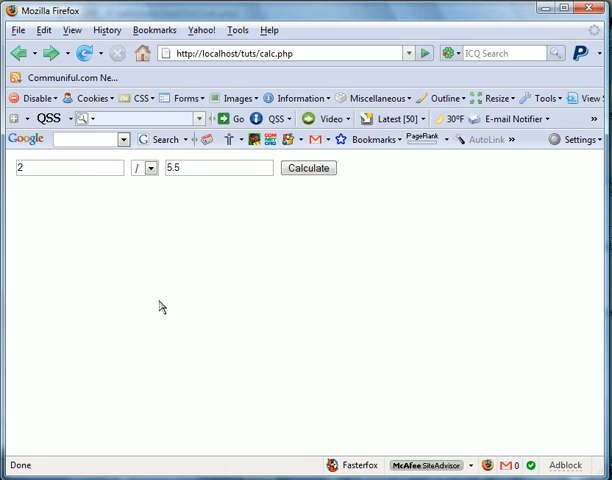 Mozilla Firefox
File Edit View History Bookmarks Yahoo! Tools Help
http://localhost/tuts/calc.php ICQ Search
Communiful.com Ne...
Disable Cookies CSS Forms Images Information Miscellaneous Outline Resize Tools View S
QSS Go QSS Video Latest [50] 30°F E-mail Notifier »
Google Search Bookmarks PageRank AutoLink » Settings
2 / 5.5 Calculate
Done Fasterfox McAfee SiteAdvisor 0 Adblock